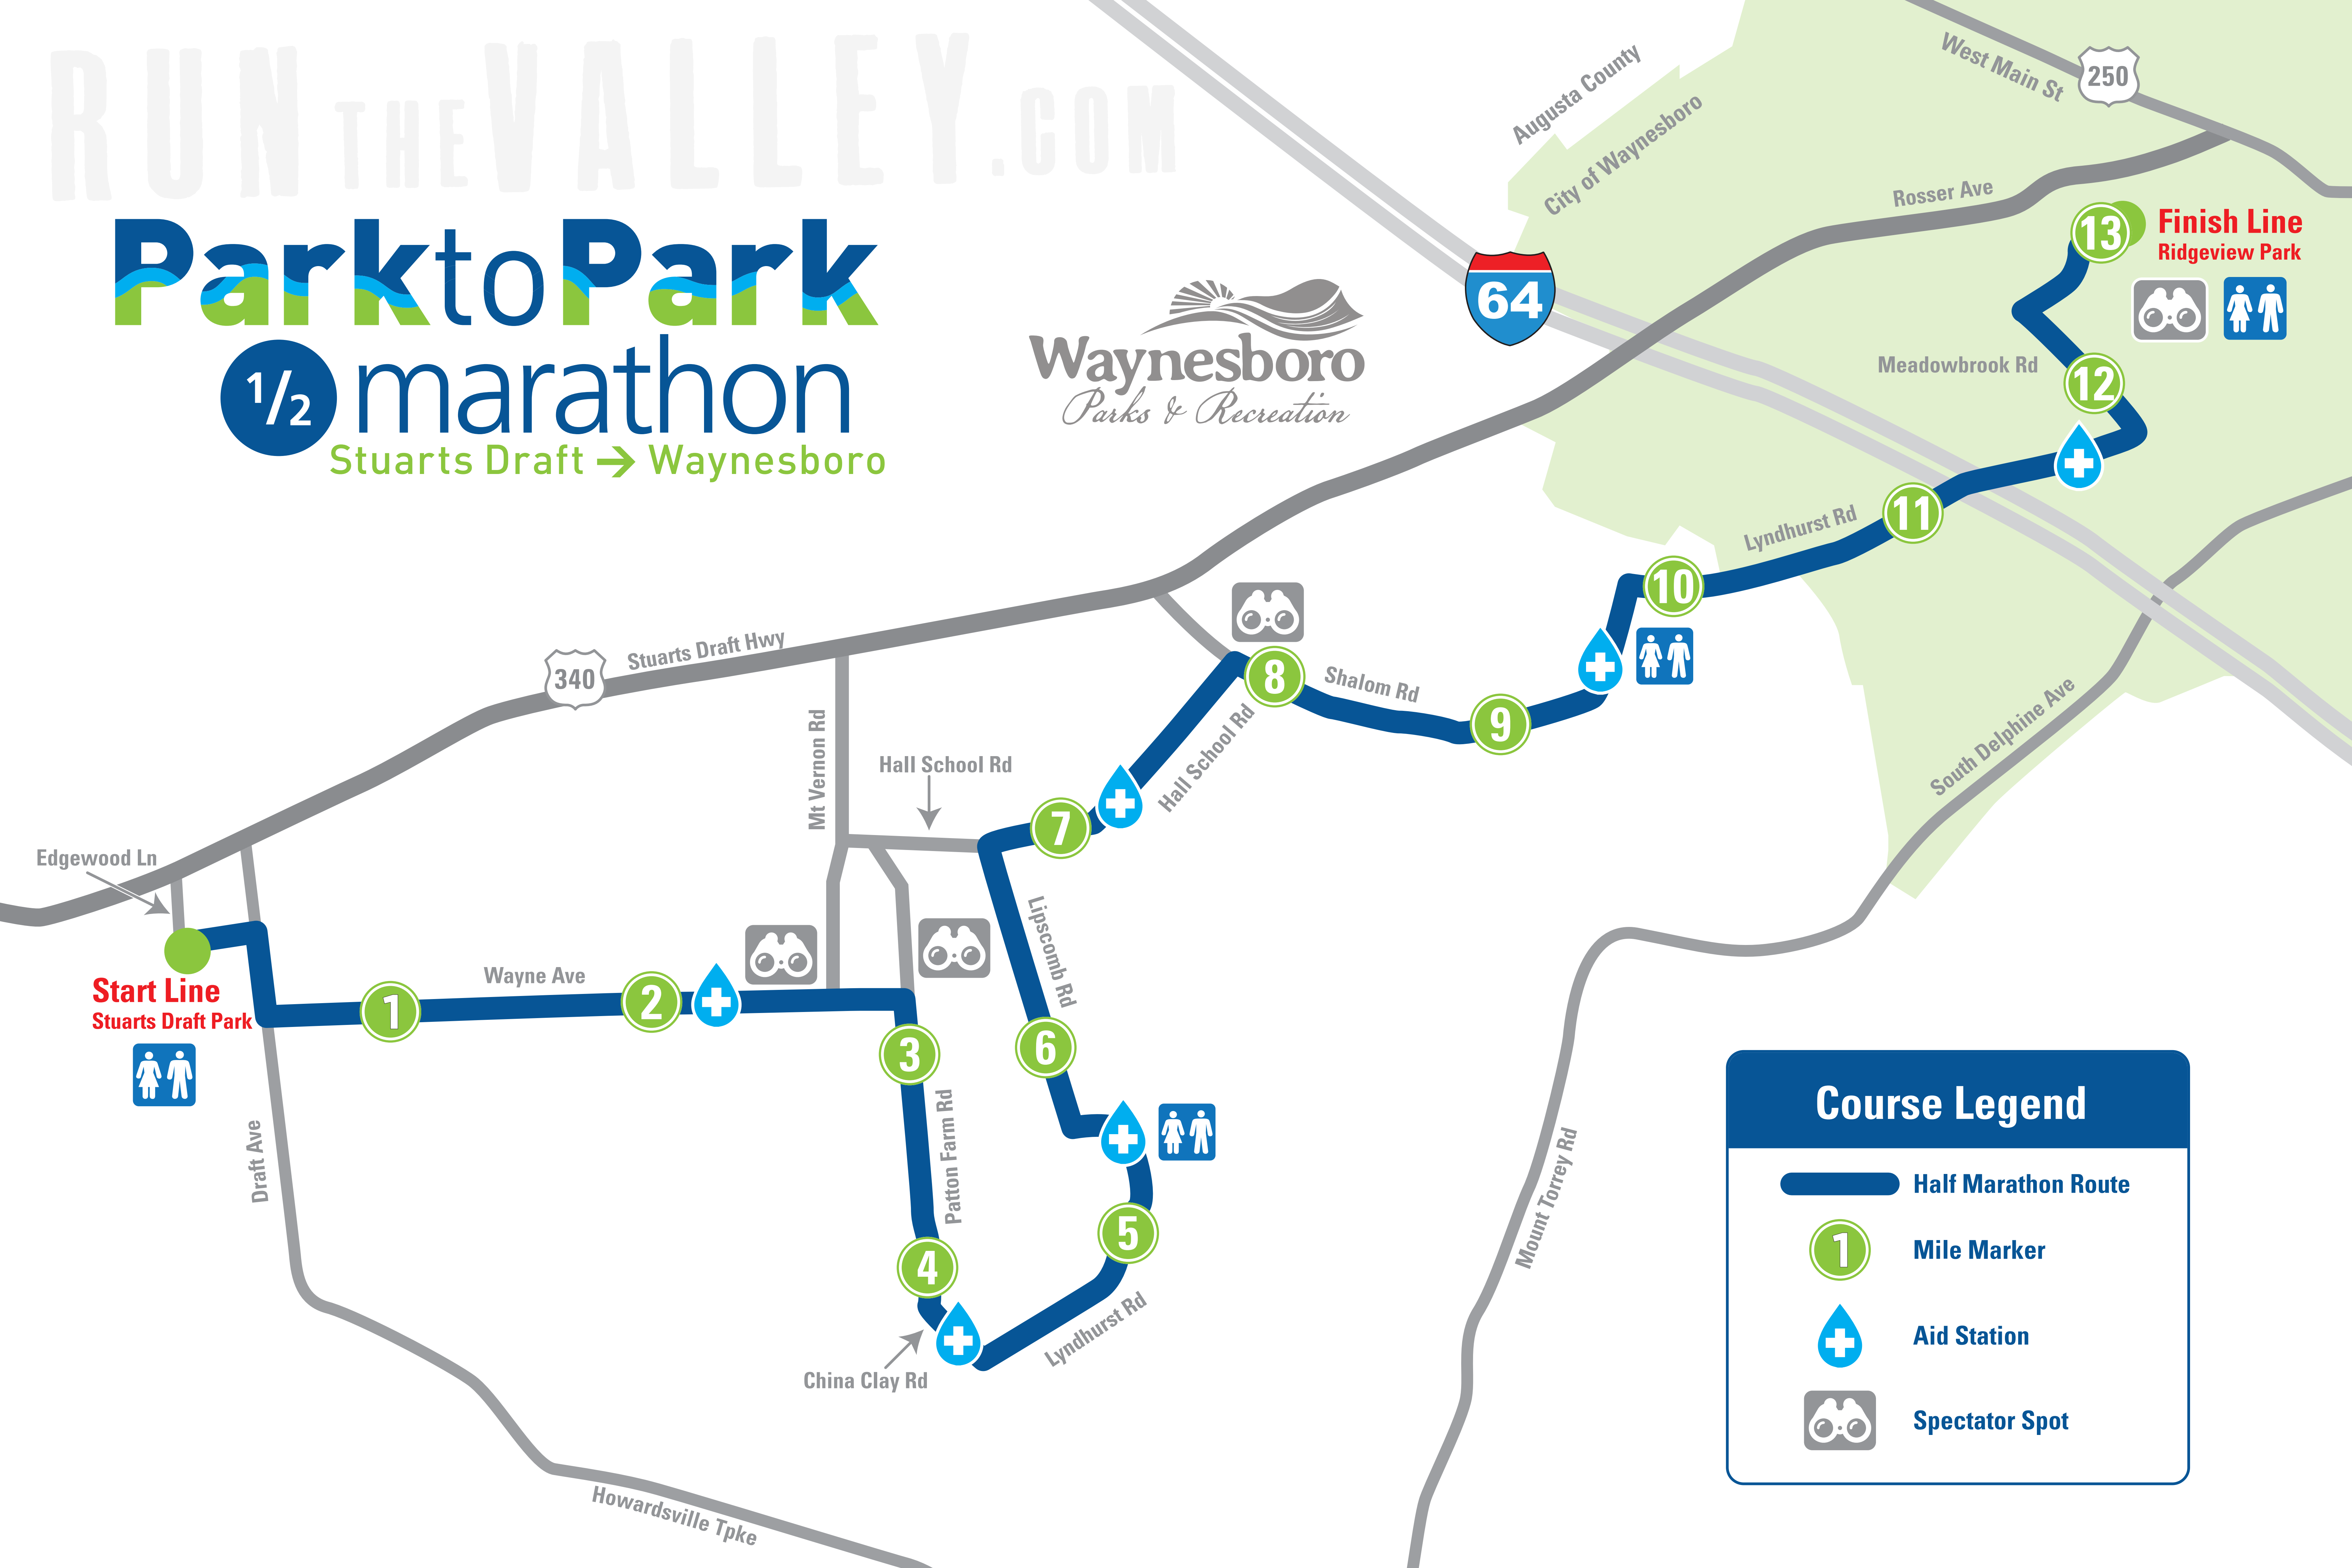 RUN THE VALLEY.COM
Park to Park
1/2 marathon
Stuarts Draft → Waynesboro
Waynesboro
Parks & Recreation
64
Augusta County
City of Waynesboro
West Main St
250
Rosser Ave
13
Finish Line
Ridgeview Park
Meadowbrook Rd
12
11
Lyndhurst Rd
10
Stuarts Draft Hwy
340
8
Shalom Rd
9
Hall School Rd
Mt Vernon Rd
Hall School Rd
7
South Delphine Ave
Edgewood Ln
Lipscomb Rd
Start Line
Stuarts Draft Park
Wayne Ave
1
2
3
6
Patton Farm Rd
Draft Ave
4
5
Lyndhurst Rd
China Clay Rd
Mount Torrey Rd
Howardsville Tpke
Course Legend
Half Marathon Route
1
Mile Marker
Aid Station
Spectator Spot